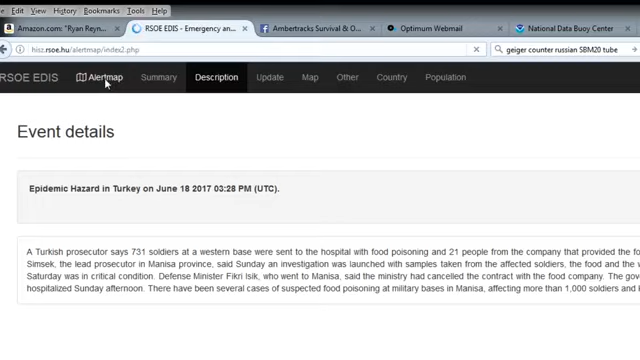 le Edit View History Bookmarks Tools Help
Amazon.com: "Ryan Reyn...
RSOE EDIS - Emergency an...
Ambertracks Survival & O...
Optimum Webmail
National Data Buoy Center
hisz.rsoe.hu/alertmap/index2.php
geiger counter russian SBM20 tube
RSOE EDIS Alertmap Summary Description Update Map Other Country Population
Event details
Epidemic Hazard in Turkey on June 18 2017 03:28 PM (UTC).
A Turkish prosecutor says 731 soldiers at a western base were sent to the hospital with food poisoning and 21 people from the company that provided the fo
Simsek, the lead prosecutor in Manisa province, said Sunday an investigation was launched with samples taken from the affected soldiers, the food and the w
Saturday was in critical condition. Defense Minister Fikri Isik, who went to Manisa, said the ministry had cancelled the contract with the food company. The gov
hospitalized Sunday afternoon. There have been several cases of suspected food poisoning at military bases in Manisa, affecting more than 1,000 soldiers and k